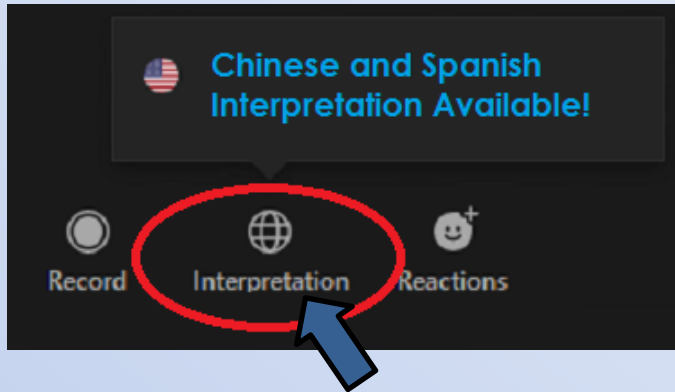 Chinese and Spanish
Interpretation Available!
Record
Interpretation
Reactions